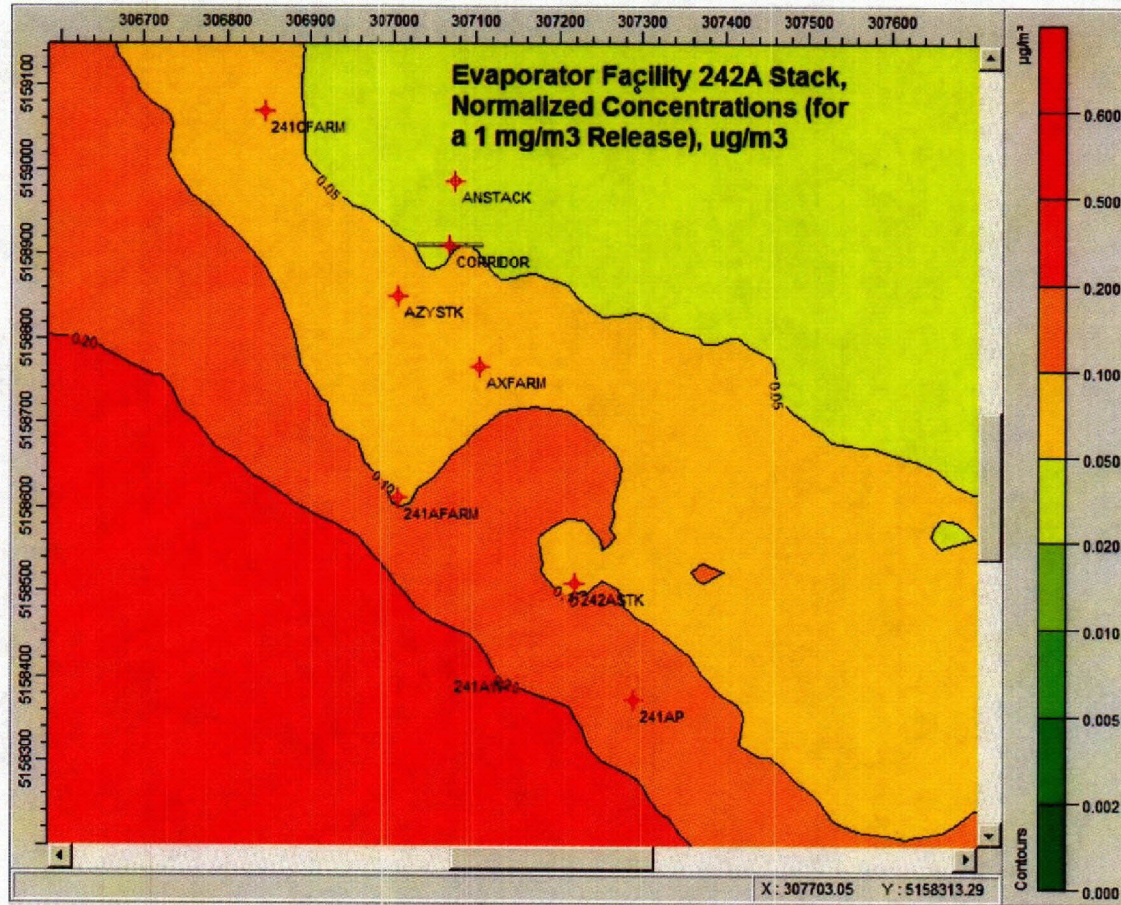 306700 306800 306900 307000 307100 307200 307300 307400 307500 307600
µg/m³
Evaporator Facility 242A Stack,
Normalized Concentrations (for
a 1 mg/m3 Release), ug/m3
5159100
5159000
5158900
5158800
5158700
5158600
5158500
5158400
5158300
241CFARM
0.05
ANSTACK
CORRIDOR
AZYSTK
0.20
AXFARM
0.05
0.10
241AFARM
242ASTK
241AP
0.600
0.500
0.200
0.100
0.050
0.020
0.010
0.005
0.002
0.000
Contours
X : 307703.05 Y : 5158313.29